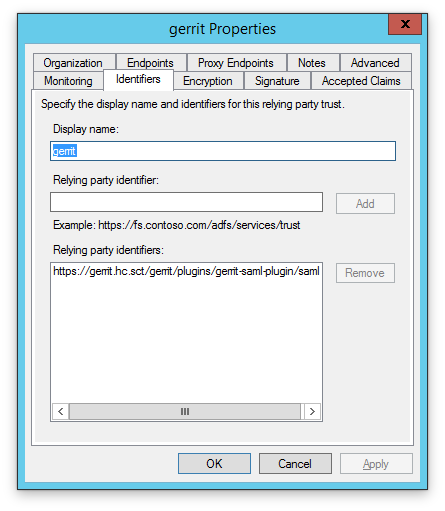 gerrit Properties
x
Organization Endpoints Proxy Endpoints Notes Advanced
Monitoring Identifiers Encryption Signature Accepted Claims
Specify the display name and identifiers for this relying party trust.
Display name:
gerrit
Relying party identifier:
Add
Example: https://fs.contoso.com/adfs/services/trust
Relying party identifiers:
https://gerrit.hc.sct/gerrit/plugins/gerrit-saml-plugin/saml
Remove
OK Cancel Apply